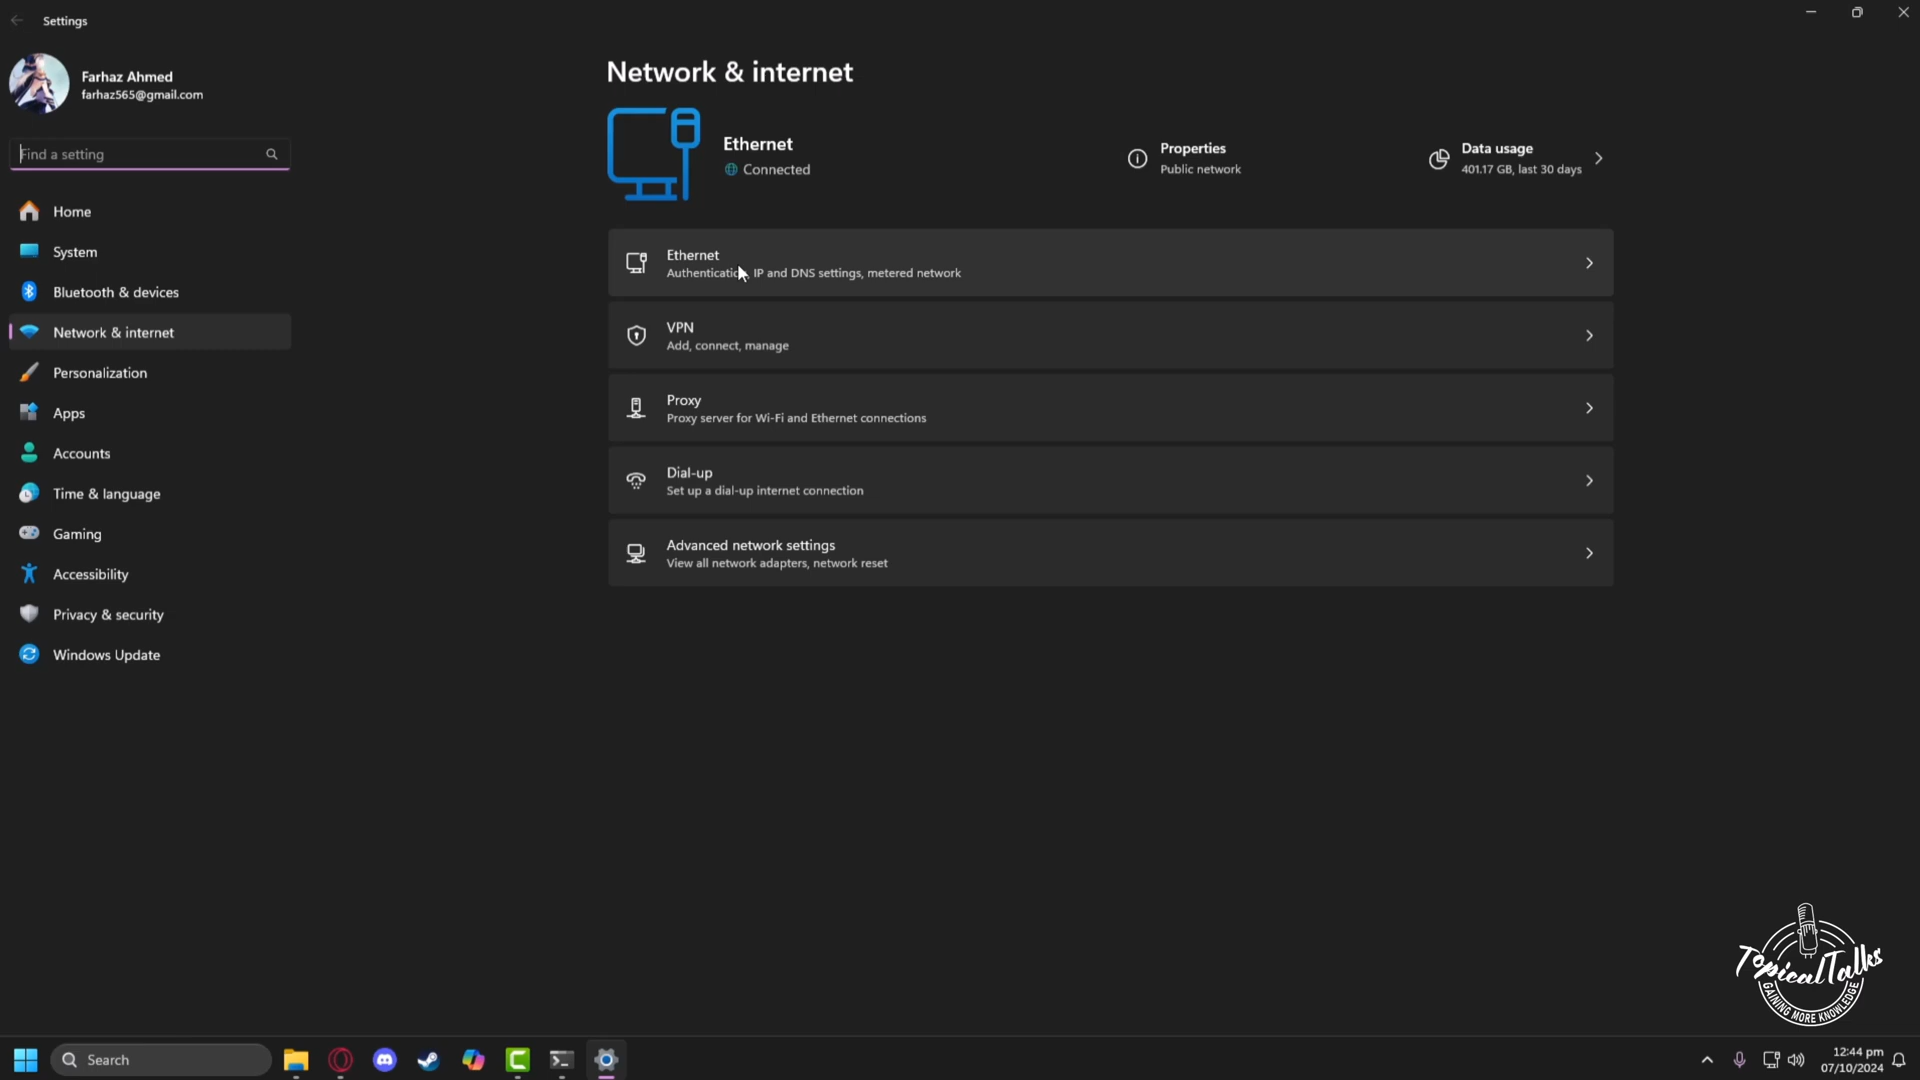 Settings
Farhaz Ahmed
farhaz565@gmail.com
Find a setting
Home
System
Bluetooth & devices
Network & internet
Personalization
Apps
Accounts
Time & language
Gaming
Accessibility
Privacy & security
Windows Update
Network & internet
Ethernet
Connected
Properties
Public network
Data usage
401.17 GB, last 30 days
Ethernet
Authentication, IP and DNS settings, metered network
VPN
Add, connect, manage
Proxy
Proxy server for Wi-Fi and Ethernet connections
Dial-up
Set up a dial-up internet connection
Advanced network settings
View all network adapters, network reset
TopicalTalks
GAINING MORE KNOWLEDGE
Search
12:44 pm
07/10/2024